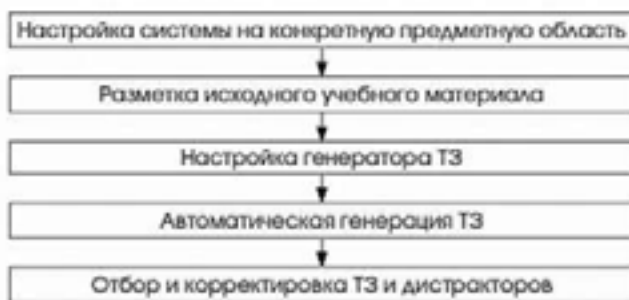 Настройка системы на конкретную предметную область
Разметка исходного учебного материала
Настройка генератора ТЗ
Автоматическая генерация ТЗ
Отбор и корректировка ТЗ и дистракторов